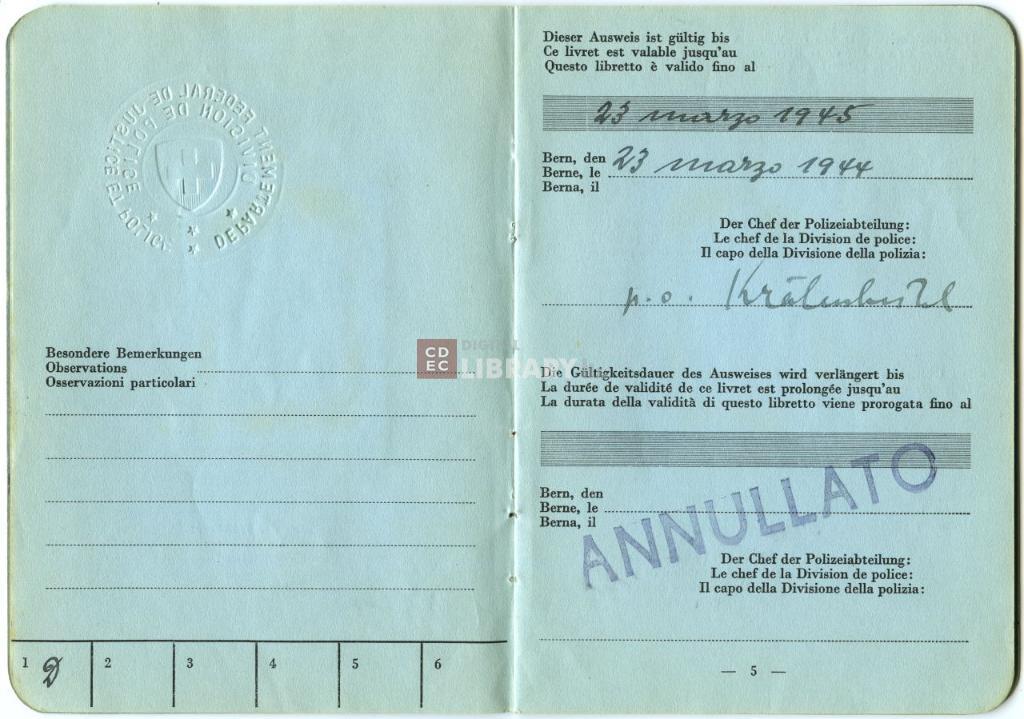 DEPARTEMENT FEDERAL DE JUSTICE ET POLICE
DIVISION DE POLICE
Besondere Bemerkungen
Observations
Osservazioni particolari
1 2 3 4 5 6
Dieser Ausweis ist gültig bis
Ce livret est valable jusqu'au
Questo libretto è valido fino al
23 marzo 1945
Bern, den
Berne, le 23 marzo 1944
Berna, il
Der Chef der Polizeiabteilung:
Le chef de la Division de police:
Il capo della Divisione della polizia:
p. o.
CDEC DIGITAL LIBRARY
Die Gültigkeitsdauer des Ausweises wird verlängert bis
La durée de validité de ce livret est prolongée jusqu'au
La durata della validità di questo libretto viene prorogata fino al
Bern, den
Berne, le
Berna, il
ANNULLATO
Der Chef der Polizeiabteilung:
Le chef de la Division de police:
Il capo della Divisione della polizia:
— 5 —